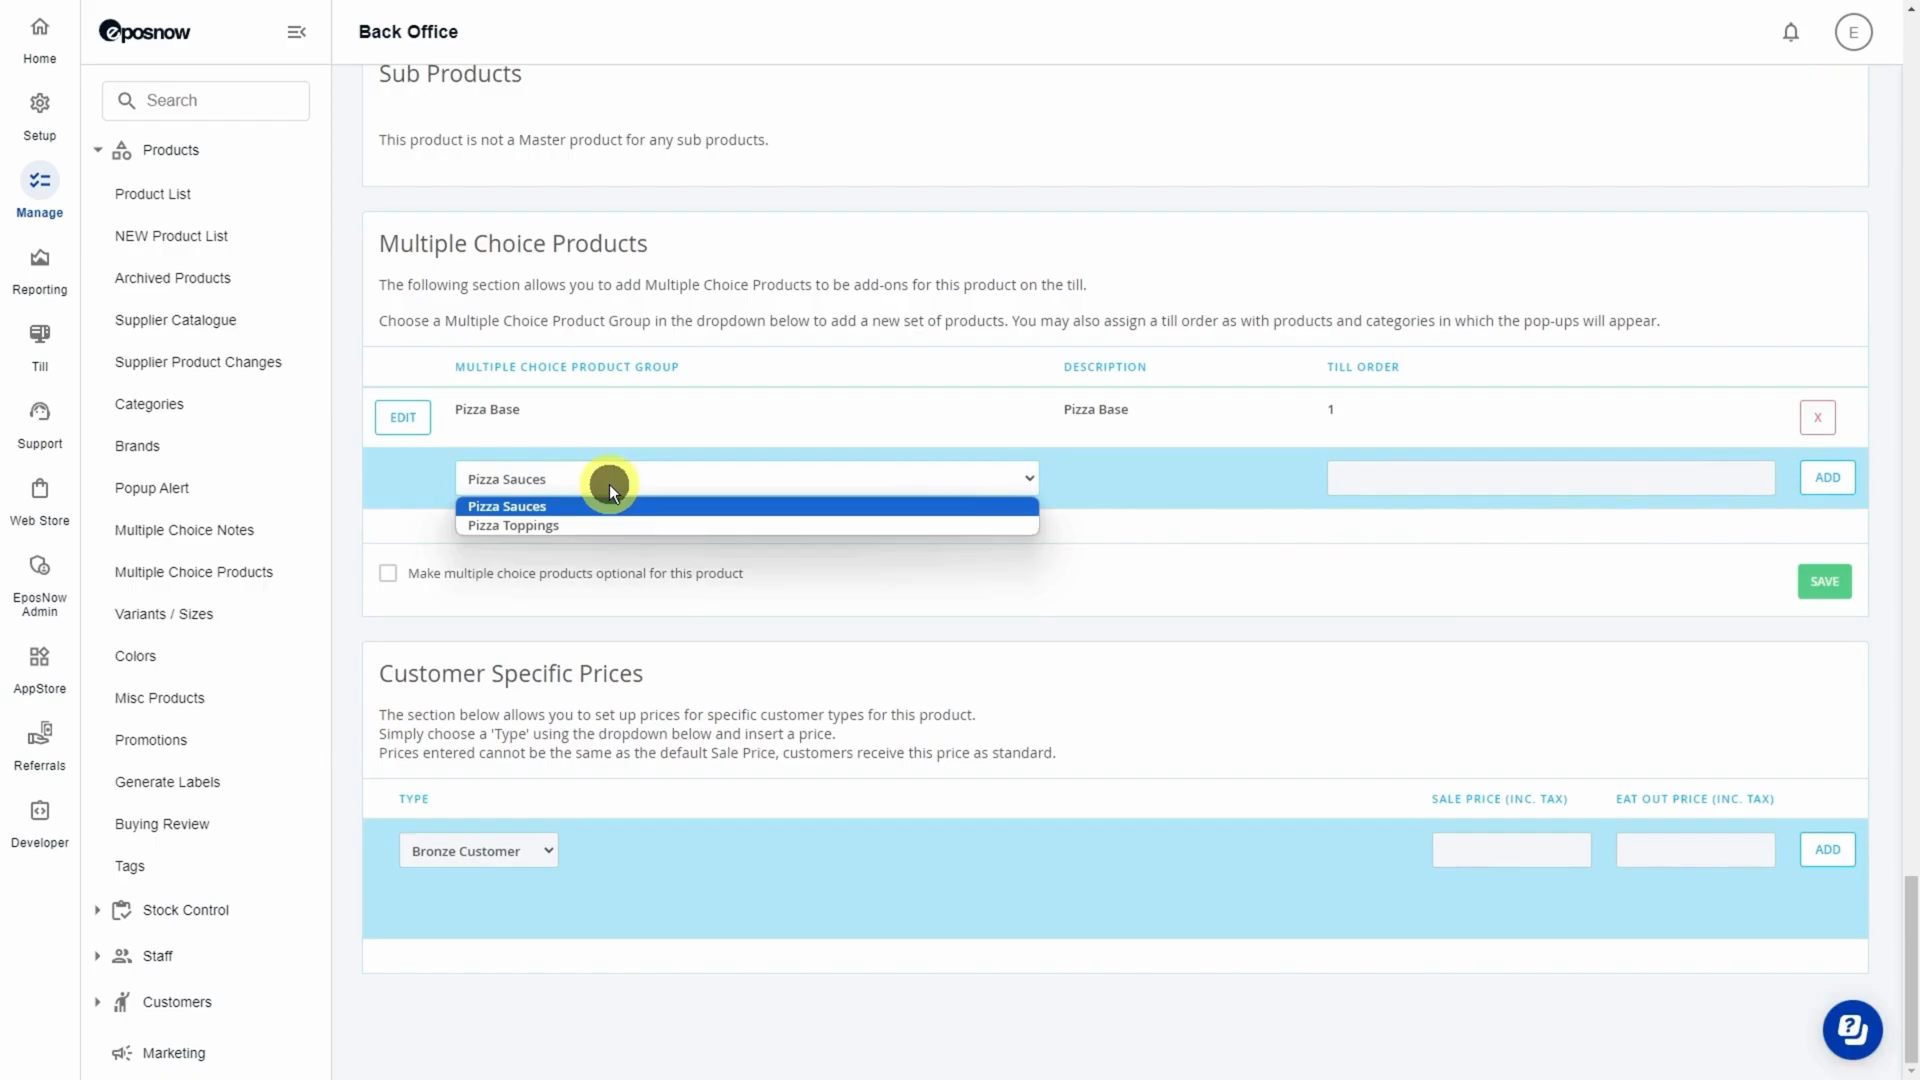 Home
Setup
Manage
Reporting
Till
Support
Web Store
EposNow
Admin
AppStore
Referrals
Developer
eposnow
Search
Products
Product List
NEW Product List
Archived Products
Supplier Catalogue
Supplier Product Changes
Categories
Brands
Popup Alert
Multiple Choice Notes
Multiple Choice Products
Variants / Sizes
Colors
Misc Products
Promotions
Generate Labels
Buying Review
Tags
Stock Control
Staff
Customers
Marketing
Back Office
E
Sub Products
This product is not a Master product for any sub products.
Multiple Choice Products
The following section allows you to add Multiple Choice Products to be add-ons for this product on the till.
Choose a Multiple Choice Product Group in the dropdown below to add a new set of products. You may also assign a till order as with products and categories in which the pop-ups will appear.
MULTIPLE CHOICE PRODUCT GROUP DESCRIPTION TILL ORDER
EDIT Pizza Base Pizza Base 1 X
Pizza Sauces ADD
Pizza Sauces
Pizza Toppings
Make multiple choice products optional for this product
SAVE
Customer Specific Prices
The section below allows you to set up prices for specific customer types for this product.
Simply choose a 'Type' using the dropdown below and insert a price.
Prices entered cannot be the same as the default Sale Price, customers receive this price as standard.
TYPE SALE PRICE (INC. TAX) EAT OUT PRICE (INC. TAX)
Bronze Customer ADD
?